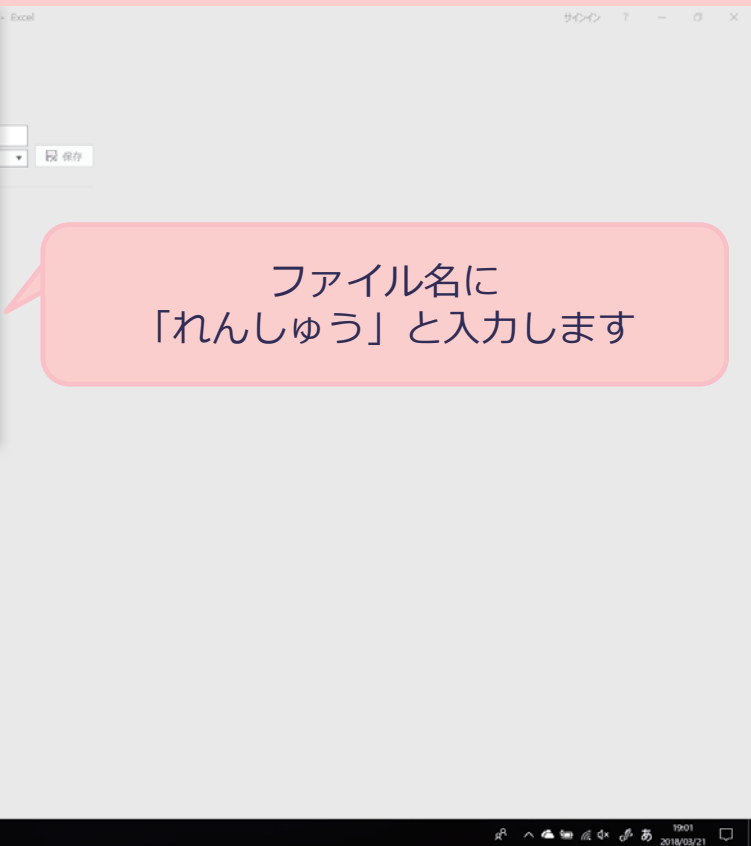 - Excel
サインイン ?
保存
ファイル名に
「れんしゅう」と入力します
あ
19:01
2018/03/21